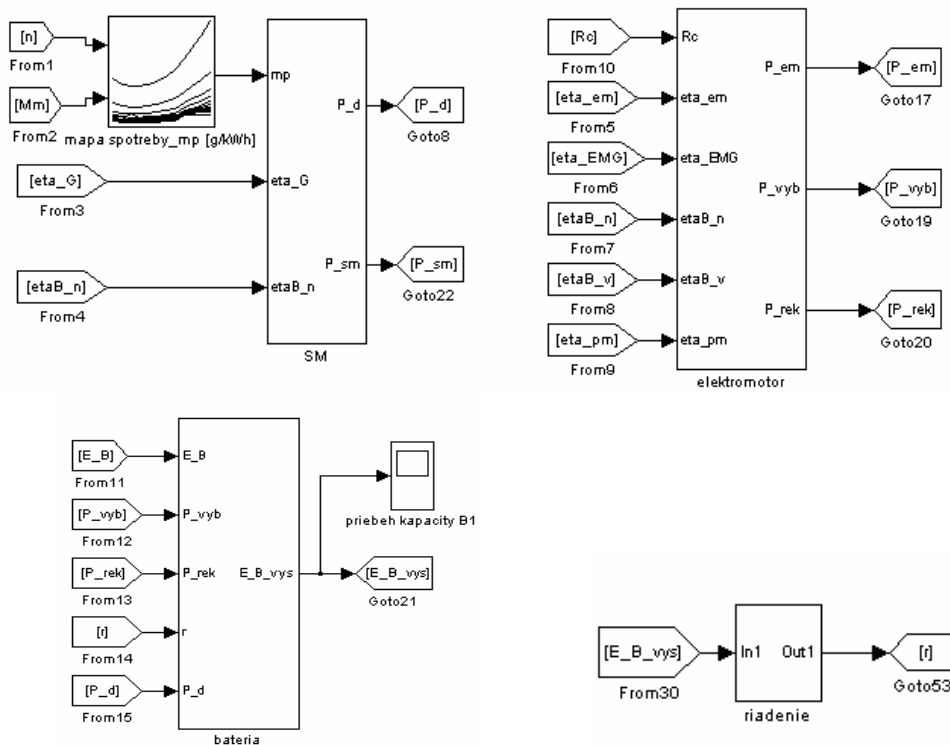 [n]
From1
[Mm]
From2
mapa spotreby_mp [g/kWh]
[eta_G]
From3
[etaB_n]
From4
mp
eta_G
etaB_n
P_d
P_sm
SM
[P_d]
Goto8
[P_sm]
Goto22
[Rc]
From10
[eta_em]
From5
[eta_EMG]
From6
[etaB_n]
From7
[etaB_v]
From8
[eta_pm]
From9
Rc
eta_em
eta_EMG
etaB_n
etaB_v
eta_pm
P_em
P_vyb
P_rek
elektromotor
[P_em]
Goto17
[P_vyb]
Goto19
[P_rek]
Goto20
[E_B]
From11
[P_vyb]
From12
[P_rek]
From13
[r]
From14
[P_d]
From15
E_B
P_vyb
P_rek
r
P_d
E_B_vys
bateria
priebeh kapacity B1
[E_B_vys]
Goto21
[E_B_vys]
From30
In1
Out1
riadenie
[r]
Goto53